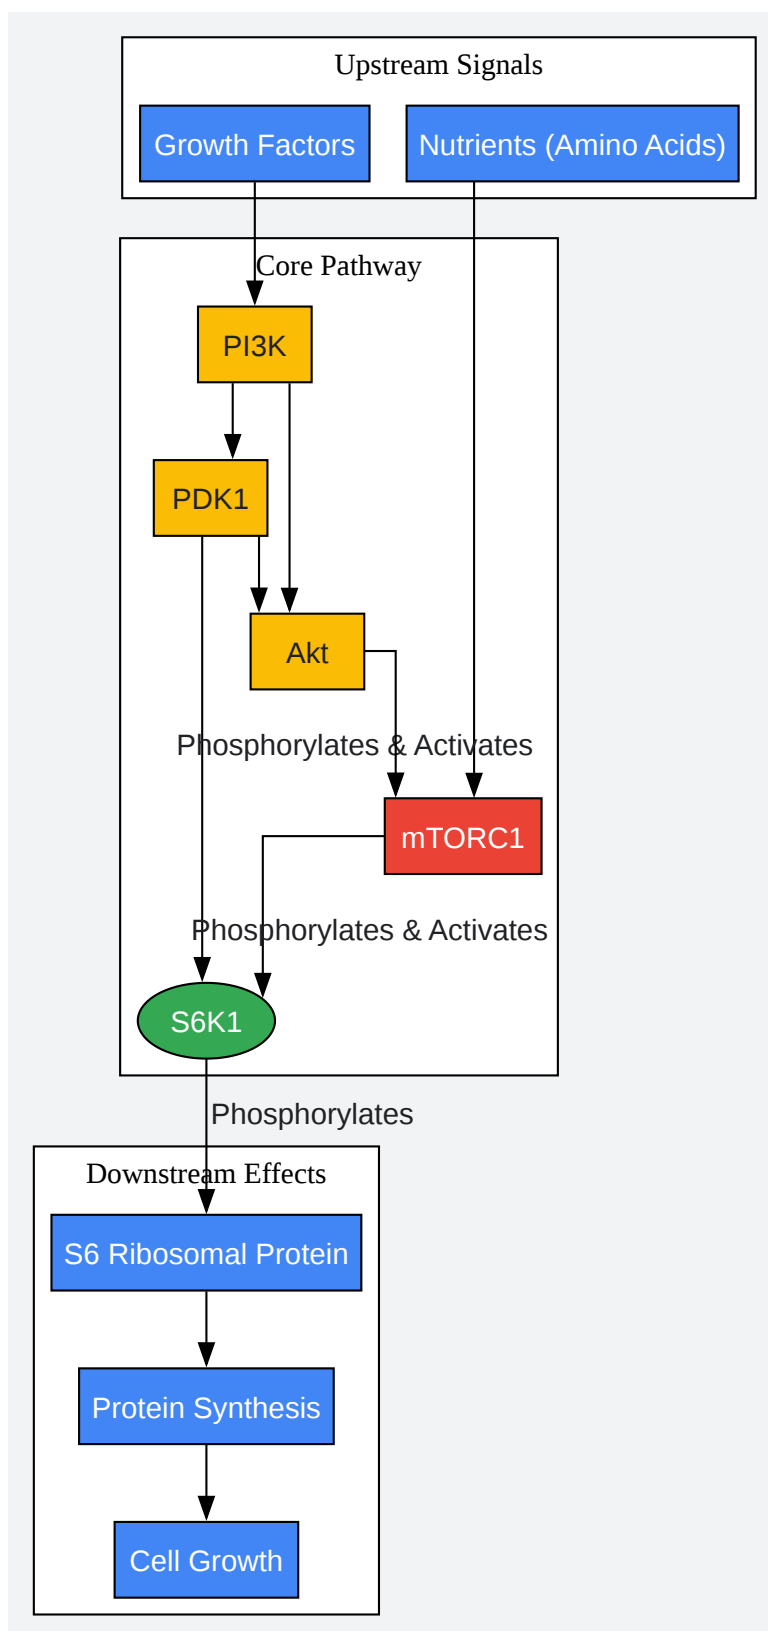 Upstream Signals
Growth Factors
Nutrients (Amino Acids)
Core Pathway
PI3K
PDK1
Akt
Phosphorylates & Activates
mTORC1
Phosphorylates & Activates
S6K1
Phosphorylates
Downstream Effects
S6 Ribosomal Protein
Protein Synthesis
Cell Growth